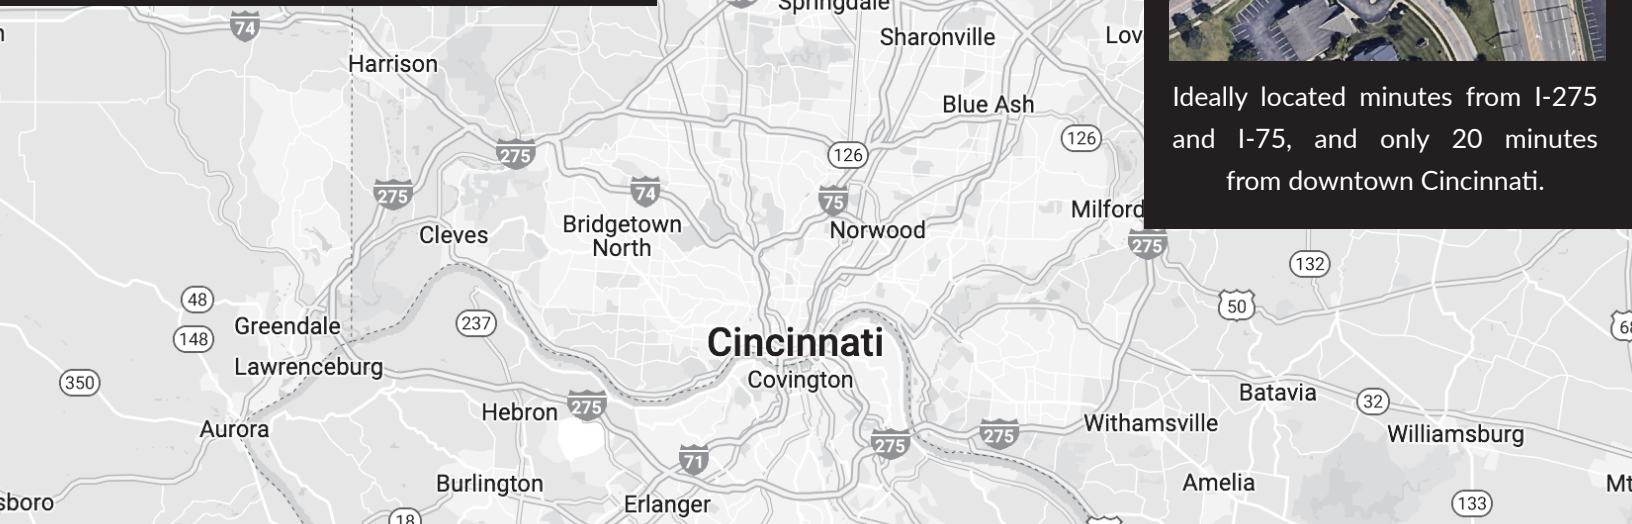 Springdale
74
Sharonville
Harrison
Blue Ash
Ideally located minutes from I-275
and I-75, and only 20 minutes
from downtown Cincinnati.
126
126
275
275
74
75
Milford
Bridgetown
North
Norwood
Cleves
275
132
48
50
Greendale
237
148
Cincinnati
Lawrenceburg
Covington
350
Batavia
32
Hebron
275
Aurora
Withamsville
275
275
Williamsburg
71
Burlington
Amelia
Erlanger
133
18